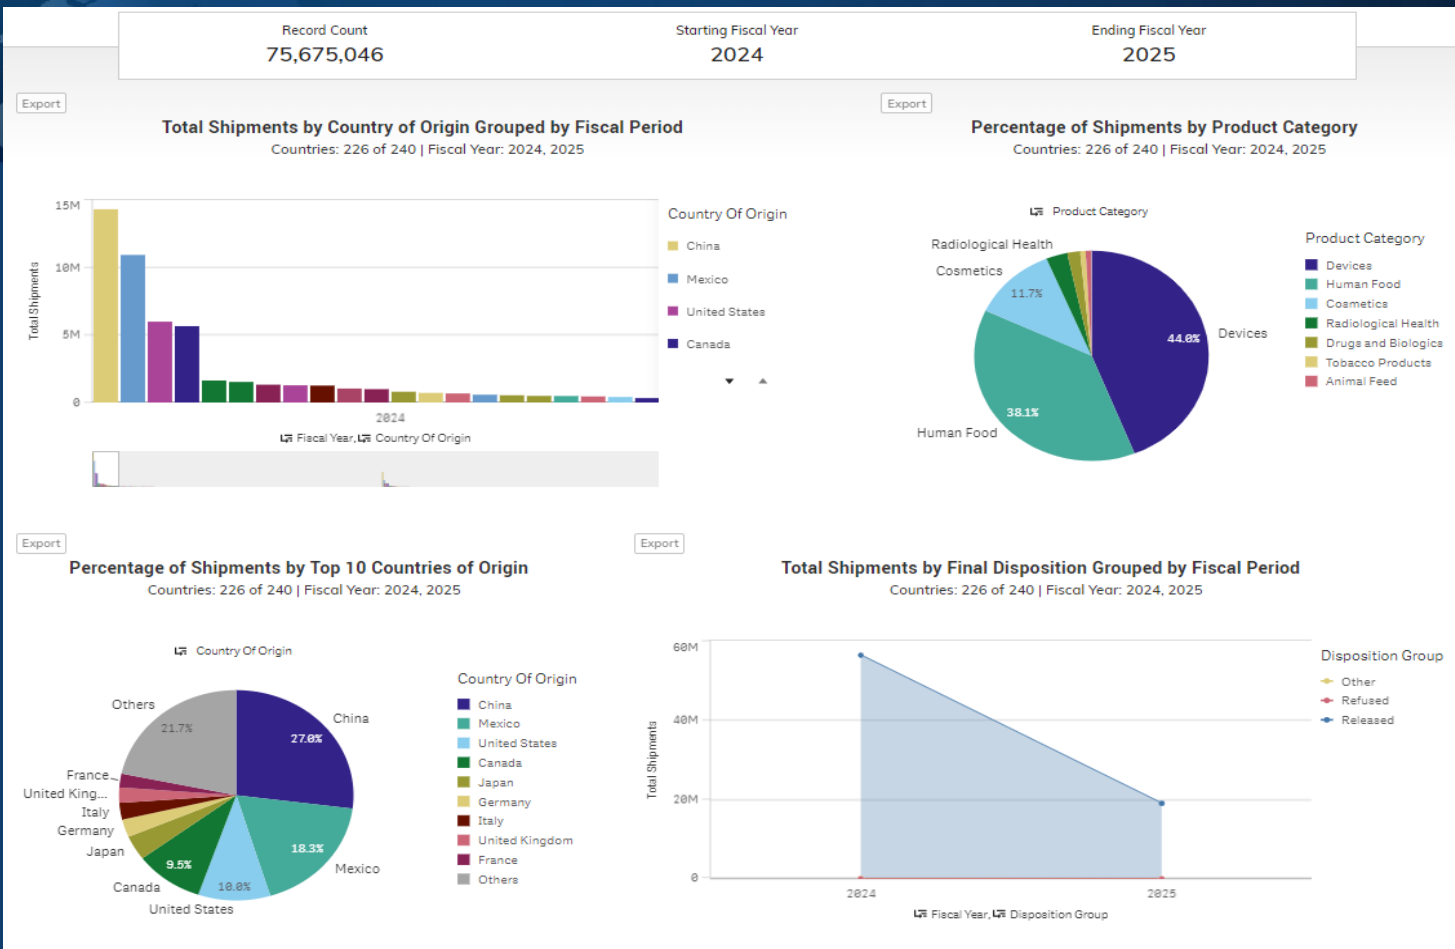 Record Count
75,675,046
Starting Fiscal Year
2024
Ending Fiscal Year
2025
Export
Total Shipments by Country of Origin Grouped by Fiscal Period
Countries: 226 of 240 | Fiscal Year: 2024, 2025
Total Shipments
15M
10M
5M
0
2024
Fiscal Year, Country Of Origin
Country Of Origin
China
Mexico
United States
Canada
Export
Percentage of Shipments by Product Category
Countries: 226 of 240 | Fiscal Year: 2024, 2025
Product Category
Radiological Health
Cosmetics
11.7%
44.0%
Devices
38.1%
Human Food
Product Category
Devices
Human Food
Cosmetics
Radiological Health
Drugs and Biologics
Tobacco Products
Animal Feed
Export
Percentage of Shipments by Top 10 Countries of Origin
Countries: 226 of 240 | Fiscal Year: 2024, 2025
Country Of Origin
Others
21.7%
China
27.0%
France
United King...
Italy
Germany
Japan
Canada
9.5%
United States
10.0%
18.3%
Mexico
Country Of Origin
China
Mexico
United States
Canada
Japan
Germany
Italy
United Kingdom
France
Others
Export
Total Shipments by Final Disposition Grouped by Fiscal Period
Countries: 226 of 240 | Fiscal Year: 2024, 2025
Total Shipments
60M
40M
20M
0
2024
2025
Fiscal Year, Disposition Group
Disposition Group
Other
Refused
Released